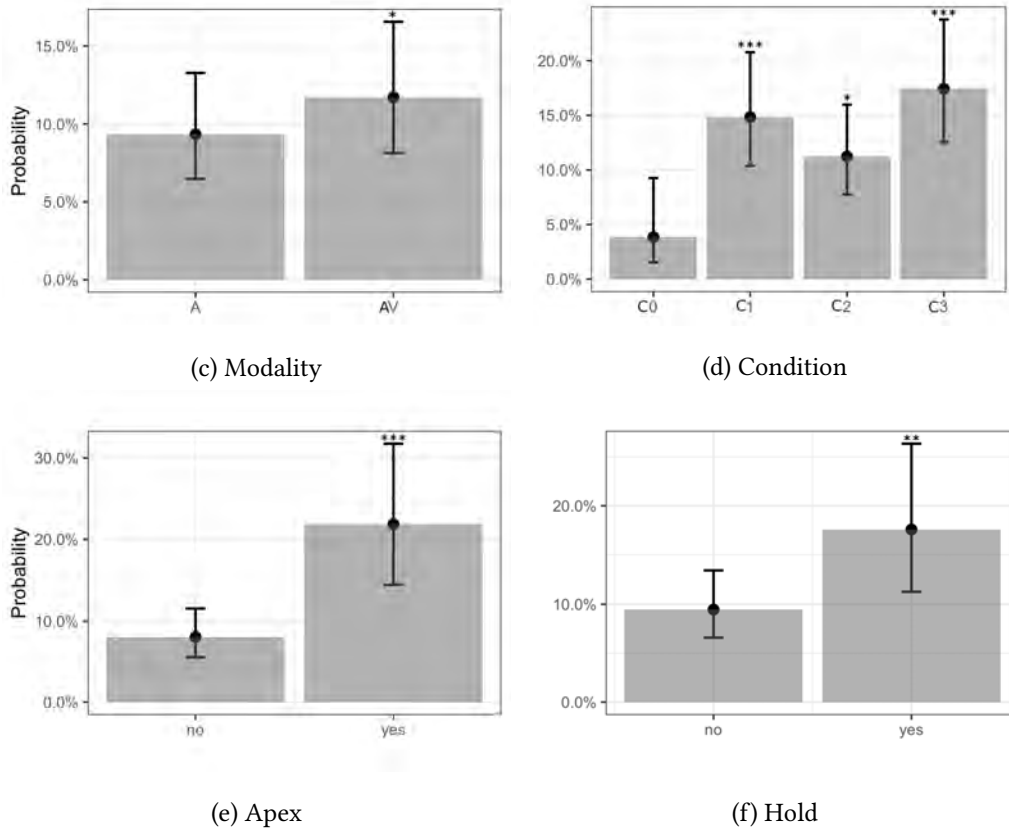 *
***
*
***
15.0%
20.0%
Probability
10.0%
15.0%
10.0%
5.0%
5.0%
0.0%
0.0%
A
AV
C0
C1
C2
C3
(c) Modality
(d) Condition
***
**
30.0%
Probability
20.0%
20.0%
10.0%
10.0%
0.0%
0.0%
no
yes
no
yes
(e) Apex
(f) Hold